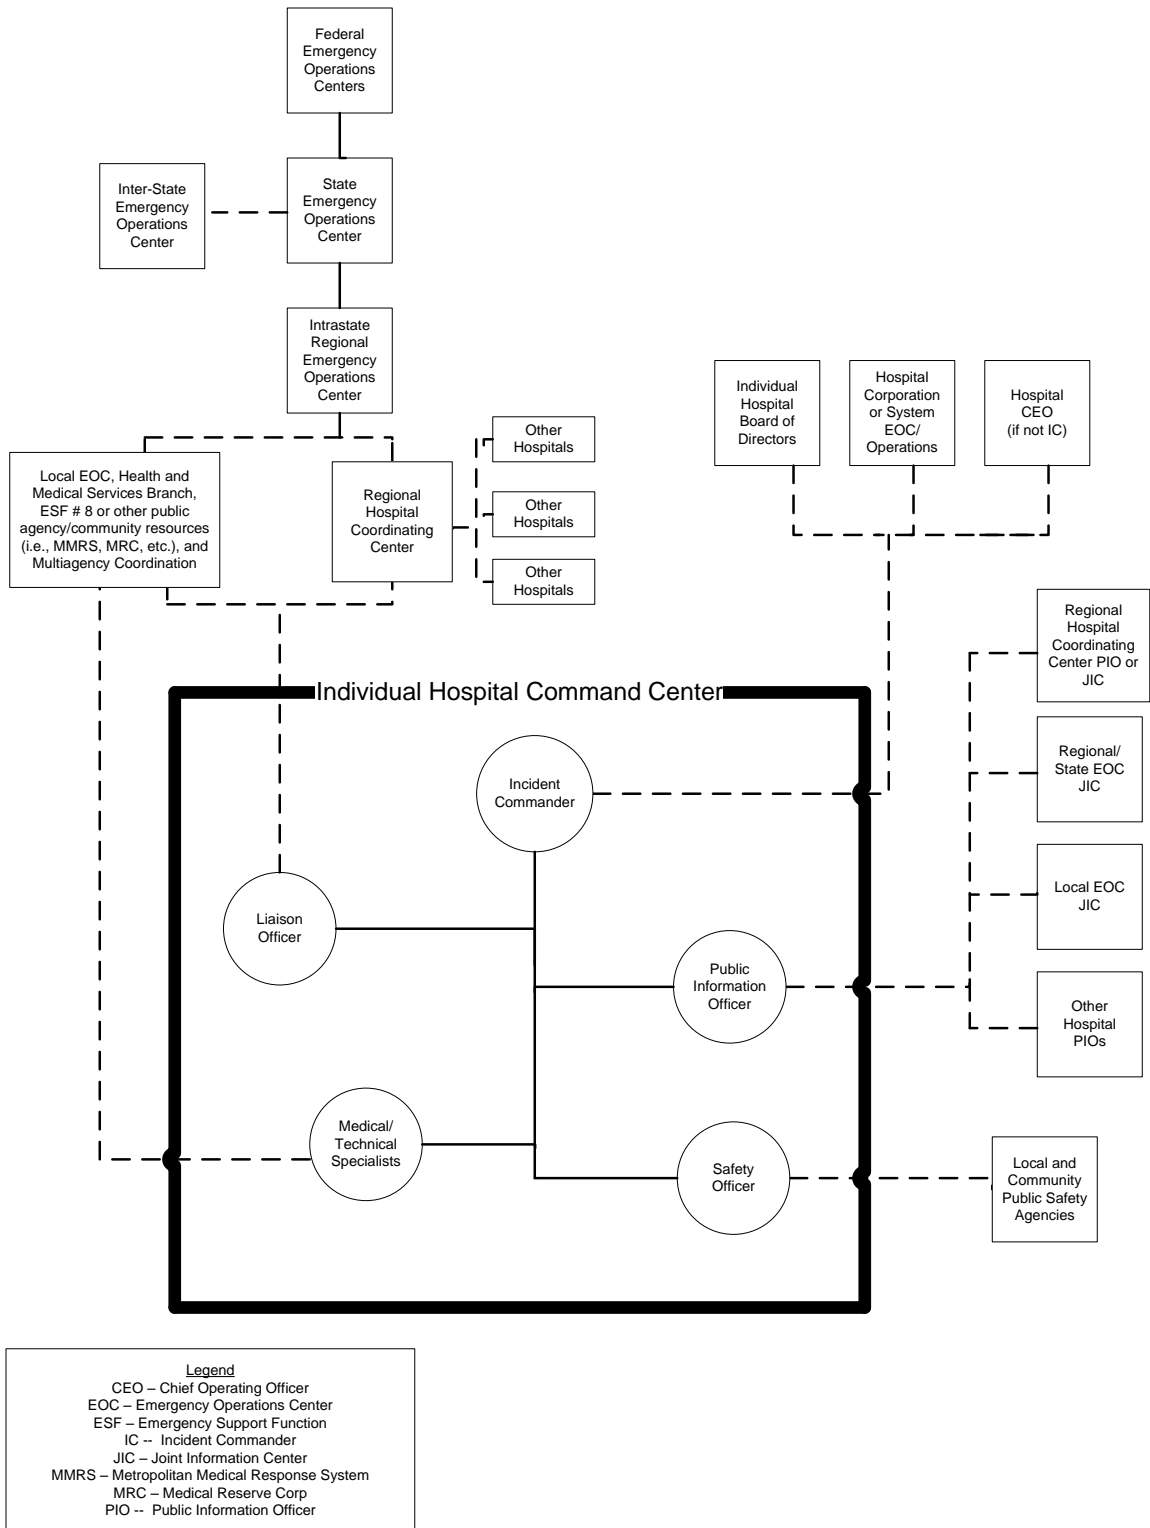 Federal
Emergency
Operations
Centers
Inter-State
Emergency
Operations
Center
State
Emergency
Operations
Center
Intrastate
Regional
Emergency
Operations
Center
Individual
Hospital
Board of
Directors
Hospital
Corporation
or System
EOC/
Operations
Hospital
CEO
(if not IC)
Local EOC, Health and
Medical Services Branch,
ESF # 8 or other public
agency/community resources
(i.e., MMRS, MRC, etc.), and
Multiagency Coordination
Regional
Hospital
Coordinating
Center
Other
Hospitals
Other
Hospitals
Other
Hospitals
Regional
Hospital
Coordinating
Center PIO or
JIC
Regional/
State EOC
JIC
Local EOC
JIC
Other
Hospital
PIOs
Individual Hospital Command Center
Incident
Commander
Liaison
Officer
Public
Information
Officer
Medical/
Technical
Specialists
Safety
Officer
Local and
Community
Public Safety
Agencies
Legend
CEO – Chief Operating Officer
EOC – Emergency Operations Center
ESF – Emergency Support Function
IC -- Incident Commander
JIC – Joint Information Center
MMRS – Metropolitan Medical Response System
MRC – Medical Reserve Corp
PIO -- Public Information Officer